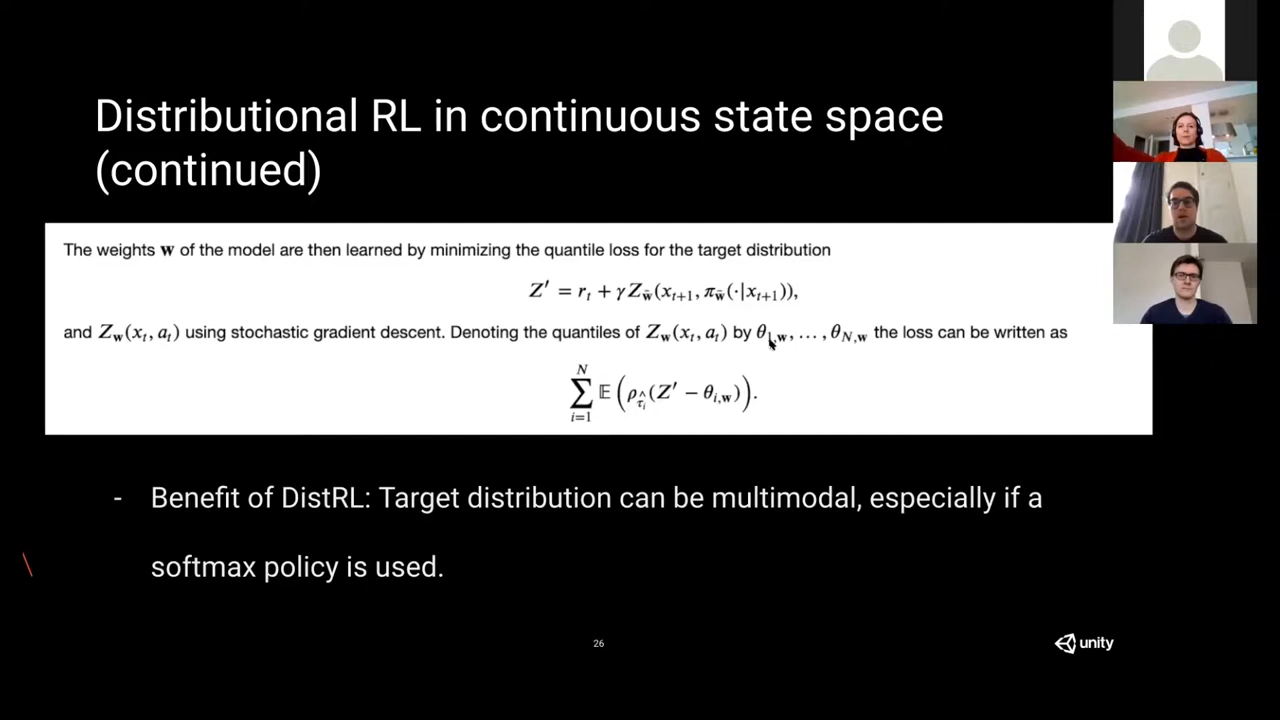 Distributional RL in continuous state space
(continued)
The weights w of the model are then learned by minimizing the quantile loss for the target distribution
Z′ = r_t + γZ_w̄(x_{t+1}, π_w̄(·|x_{t+1})),
and Z_w(x_t, a_t) using stochastic gradient descent. Denoting the quantiles of Z_w(x_t, a_t) by θ_{1,w}, … , θ_{N,w} the loss can be written as
∑_{i=1}^{N} 𝔼 (ρ_{τ̂_i}(Z′ − θ_{i,w})).
- Benefit of DistRL: Target distribution can be multimodal, especially if a
softmax policy is used.
26
unity